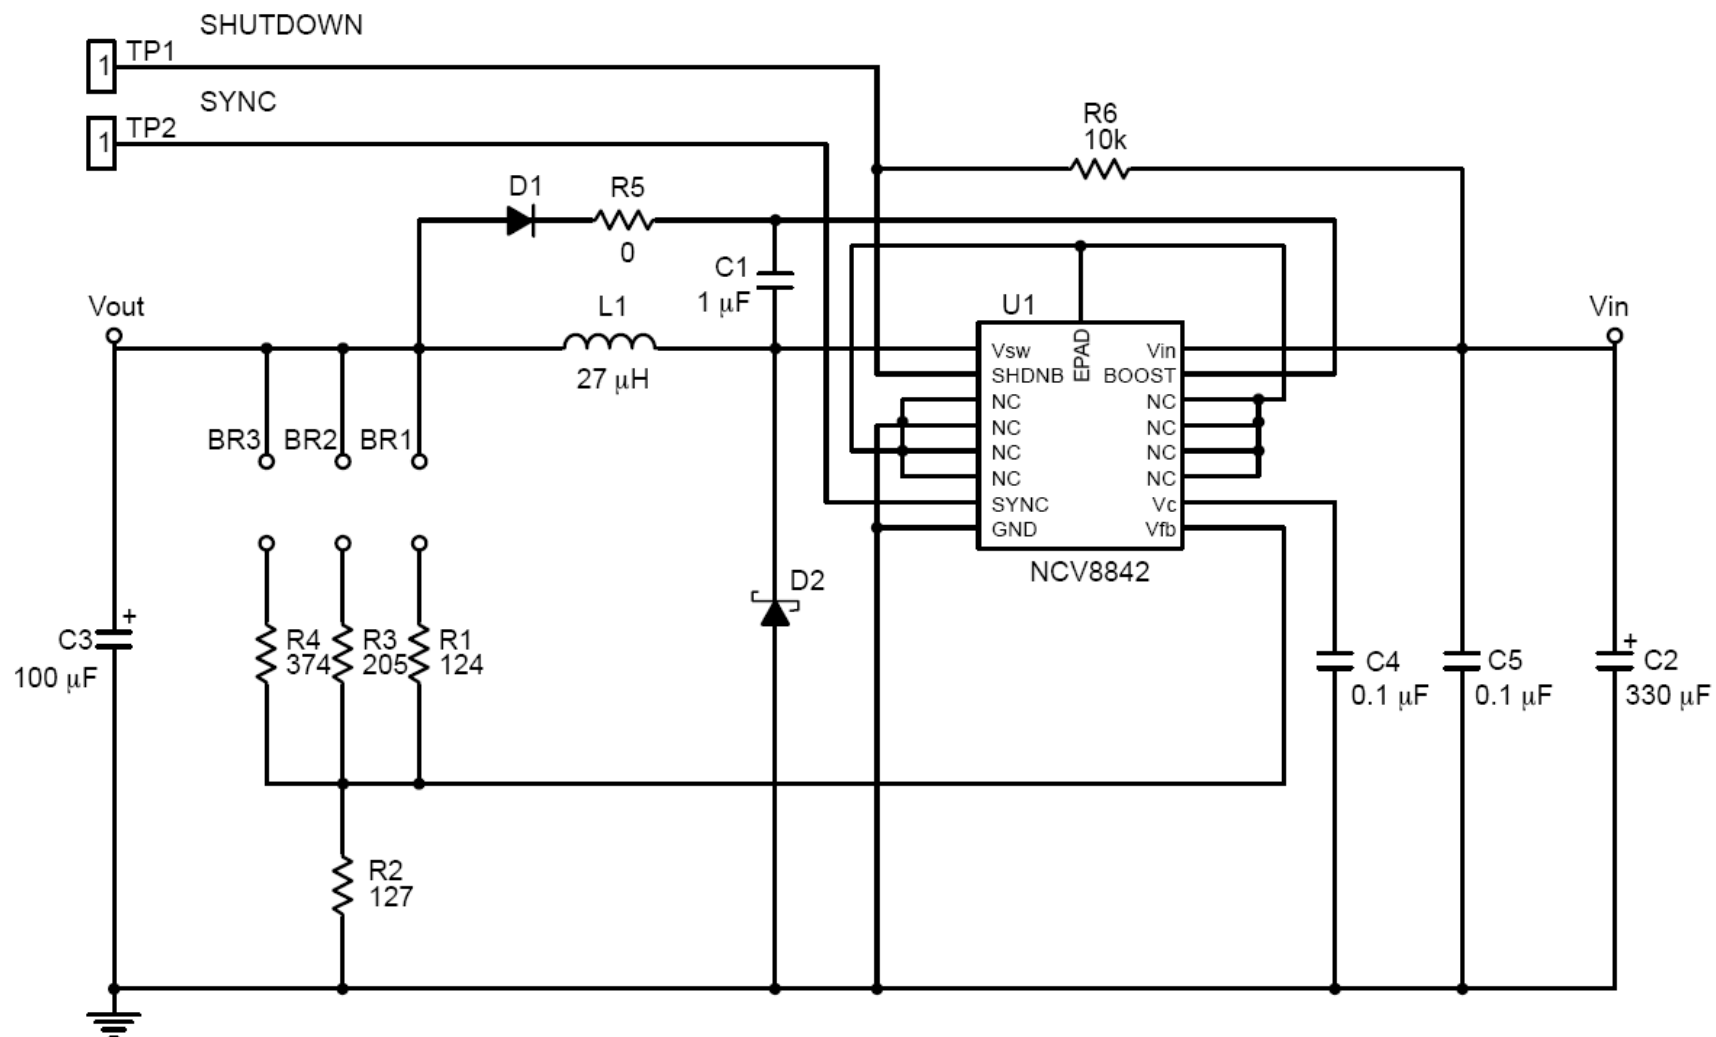 SHUTDOWN
1 TP1
SYNC
1 TP2
R6
10k
D1
R5
0
C1
1 μF
Vout
L1
27 μH
U1
Vin
Vsw
SHDNB
NC
NC
NC
NC
SYNC
GND
EPAD
Vin
BOOST
NC
NC
NC
NC
Vc
Vfb
NCV8842
BR3
BR2
BR1
D2
+
C3
100 μF
R4
374
R3
205
R1
124
C4
0.1 μF
C5
0.1 μF
+
C2
330 μF
R2
127